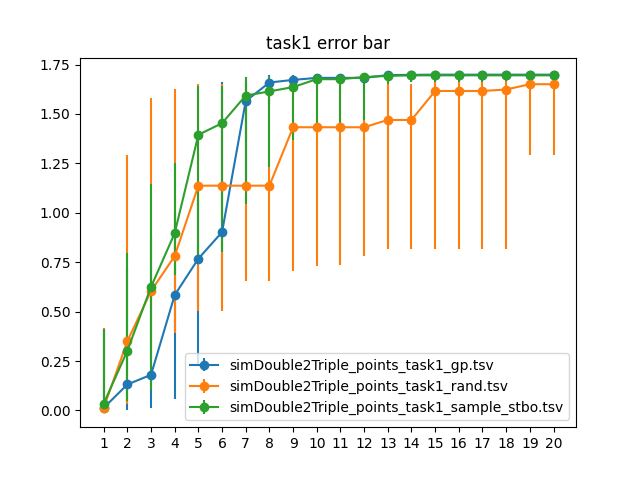 task1 error bar
1.75
1.50
1.25
1.00
0.75
0.50
0.25
0.00
simDouble2Triple_points_task1_gp.tsv
simDouble2Triple_points_task1_rand.tsv
simDouble2Triple_points_task1_sample_stbo.tsv
1 2 3 4 5 6 7 8 9 10 11 12 13 14 15 16 17 18 19 20